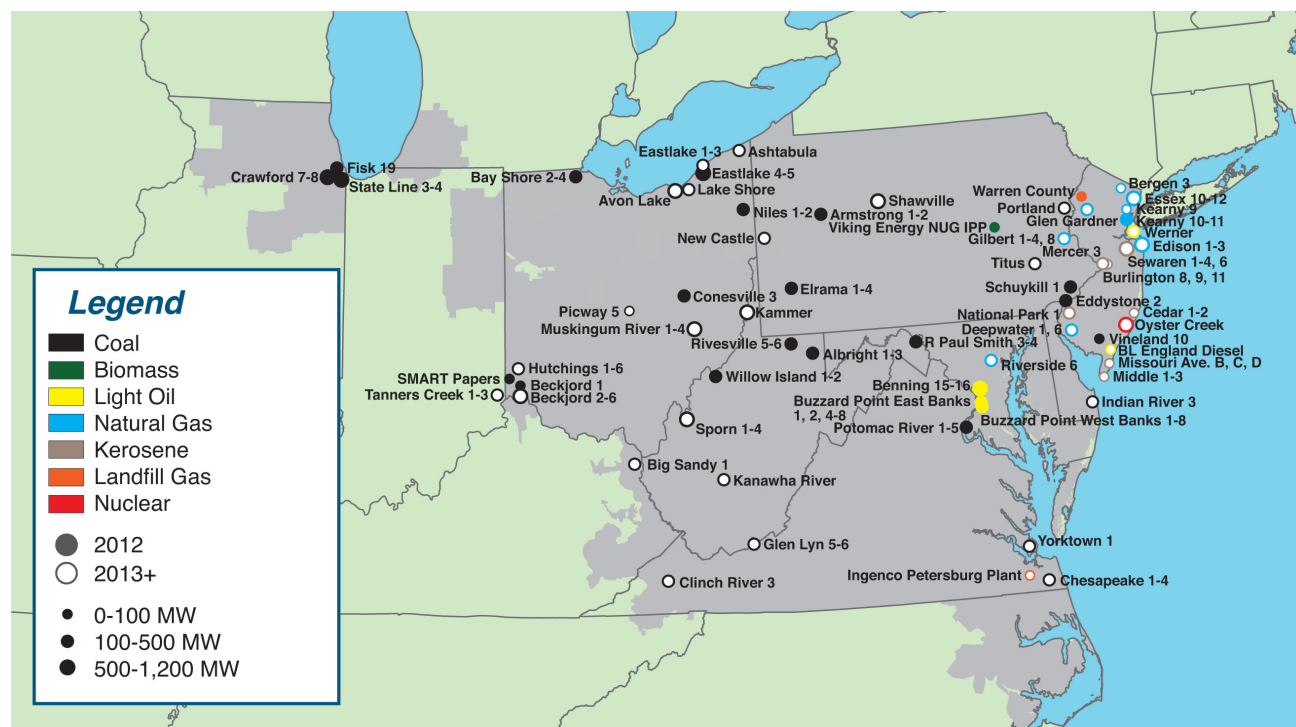 Eastlake 1-3
Ashtabula
Fisk 19
Crawford 7-8
State Line 3-4
Bay Shore 2-4
Eastlake 4-5
Avon Lake
Lake Shore
Niles 1-2
Armstrong 1-2
Shawville
Viking Energy NUG IPP
New Castle
Warren County
Bergen 3
Essex 10-12
Portland
Kearny 9
Glen Gardner
Kearny 10-11
Werner
Gilbert 1-4, 8
Edison 1-3
Mercer 3
Sewaren 1-4, 6
Titus
Burlington 8, 9, 11
Schuykill 1
Elrama 1-4
Conesville 3
Eddystone 2
Picway 5
Kammer
National Park 1
Cedar 1-2
Muskingum River 1-4
Deepwater 1, 6
Oyster Creek
Rivesville 5-6
R Paul Smith 3-4
Vineland 10
Albright 1-3
BL England Diesel
Riverside 6
Missouri Ave. B, C, D
Hutchings 1-6
Willow Island 1-2
Middle 1-3
SMART Papers
Beckjord 1
Benning 15-16
Tanners Creek 1-3
Beckjord 2-6
Buzzard Point East Banks
1, 2, 4-8
Indian River 3
Sporn 1-4
Potomac River 1-5
Buzzard Point West Banks 1-8
Big Sandy 1
Kanawha River
Glen Lyn 5-6
Yorktown 1
Clinch River 3
Ingenco Petersburg Plant
Chesapeake 1-4
Legend
Coal
Biomass
Light Oil
Natural Gas
Kerosene
Landfill Gas
Nuclear
2012
2013+
0-100 MW
100-500 MW
500-1,200 MW